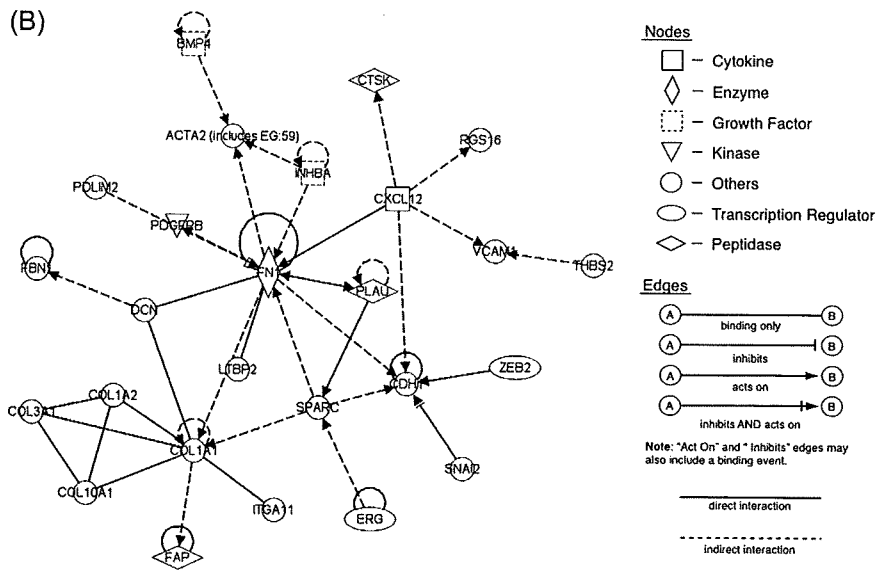 (B)
BMP4
CTSK
ACTA2 (includes EG:59)
RGS16
INHBA
PDLIM2
CXCL12
PDGFRB
VCAM1
THBS2
FBN1
FN1
PLAU
DCN
LTBP2
CDH1
ZEB2
COL1A2
COL3A1
SPARC
COL1A1
SNAI2
COL10A1
ITGA11
ERG
FAP
Nodes
– Cytokine
– Enzyme
– Growth Factor
– Kinase
– Others
– Transcription Regulator
– Peptidase
Edges
A B
binding only
A B
inhibits
A B
acts on
A B
inhibits AND acts on
Note: "Act On" and " Inhibits" edges may
also include a binding event.
direct interaction
indirect interaction